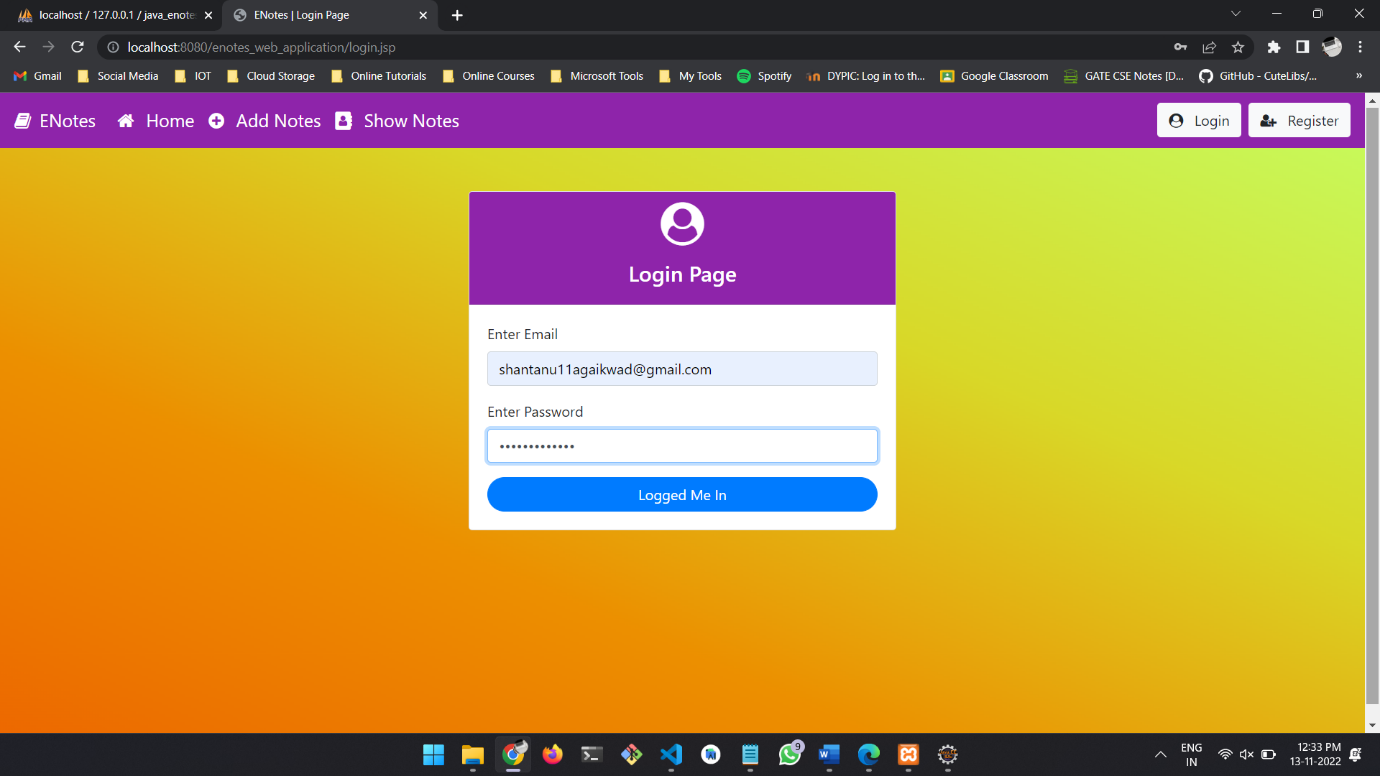 localhost / 127.0.0.1 / java_enote
ENotes | Login Page
localhost:8080/enotes_web_application/login.jsp
Gmail Social Media IOT Cloud Storage Online Tutorials Online Courses Microsoft Tools My Tools Spotify DYPIC: Log in to th... Google Classroom GATE CSE Notes [D... GitHub - CuteLibs/... »
ENotes Home Add Notes Show Notes Login Register
Login Page
Enter Email
shantanu11agaikwad@gmail.com
Enter Password
•••••••••••••
Logged Me In
9
ENG
IN
12:33 PM
13-11-2022